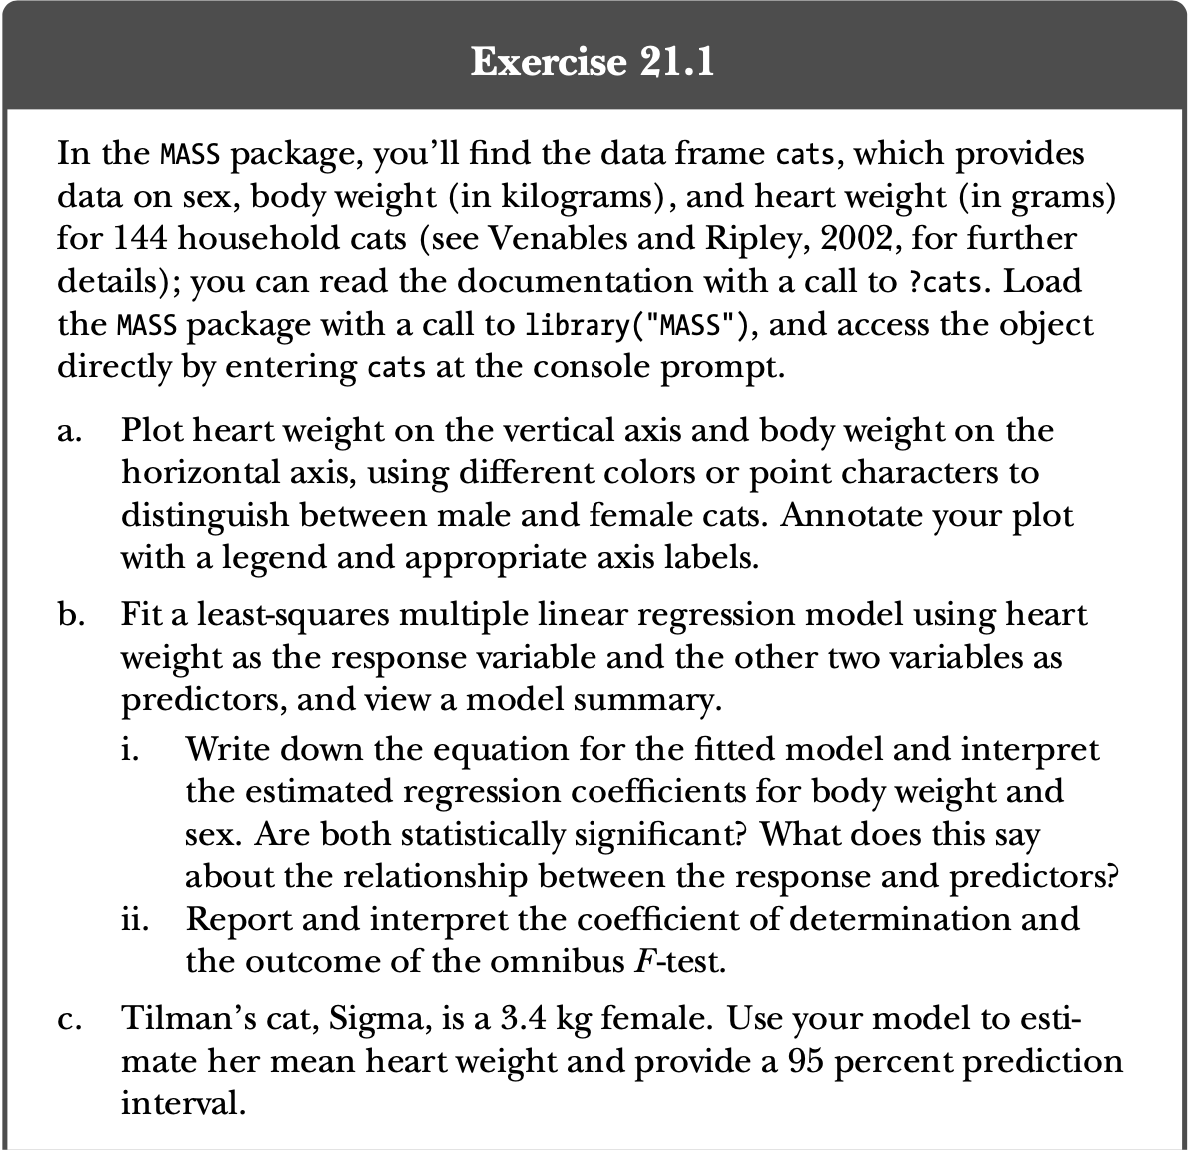 Exercise 21.1
In the MASS package, you’ll find the data frame cats, which provides
data on sex, body weight (in kilograms), and heart weight (in grams)
for 144 household cats (see Venables and Ripley, 2002, for further
details); you can read the documentation with a call to ?cats. Load
the MASS package with a call to library("MASS"), and access the object
directly by entering cats at the console prompt.
a. Plot heart weight on the vertical axis and body weight on the
horizontal axis, using different colors or point characters to
distinguish between male and female cats. Annotate your plot
with a legend and appropriate axis labels.
b. Fit a least-squares multiple linear regression model using heart
weight as the response variable and the other two variables as
predictors, and view a model summary.
i. Write down the equation for the fitted model and interpret
the estimated regression coefficients for body weight and
sex. Are both statistically significant? What does this say
about the relationship between the response and predictors?
ii. Report and interpret the coefficient of determination and
the outcome of the omnibus F-test.
c. Tilman’s cat, Sigma, is a 3.4 kg female. Use your model to esti-
mate her mean heart weight and provide a 95 percent prediction
interval.